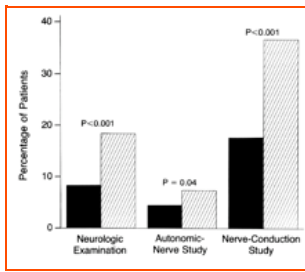 Percentage of Patients
40
30
20
10
0
P<0.001
P = 0.04
P<0.001
Neurologic
Examination
Autonomic-
Nerve Study
Nerve-Conduction
Study